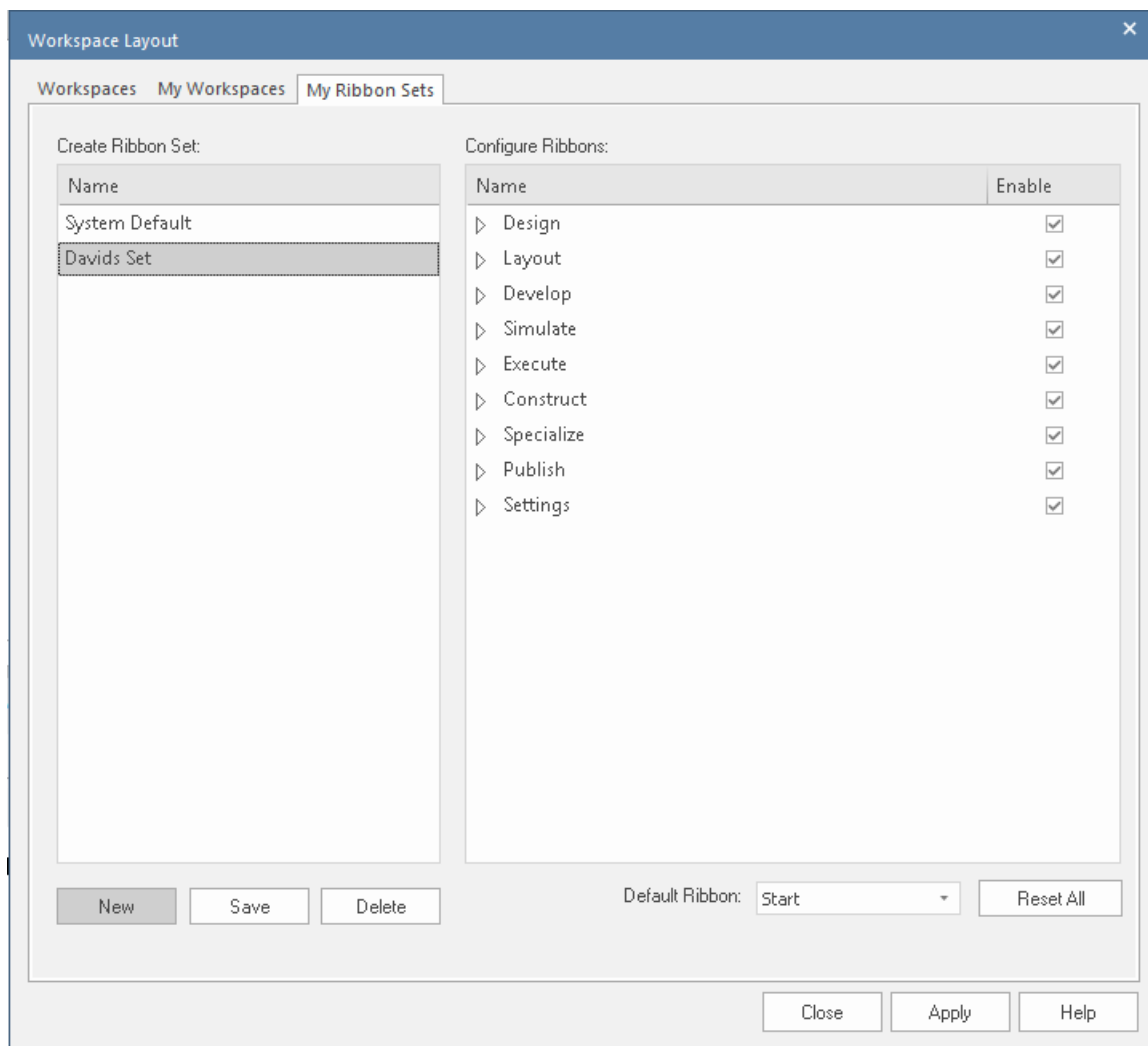 Workspace Layout
Workspaces My Workspaces My Ribbon Sets
Create Ribbon Set:
Name
System Default
Davids Set
New Save Delete
Configure Ribbons:
Name Enable
Design
Layout
Develop
Simulate
Execute
Construct
Specialize
Publish
Settings
Default Ribbon: Start Reset All
Close Apply Help